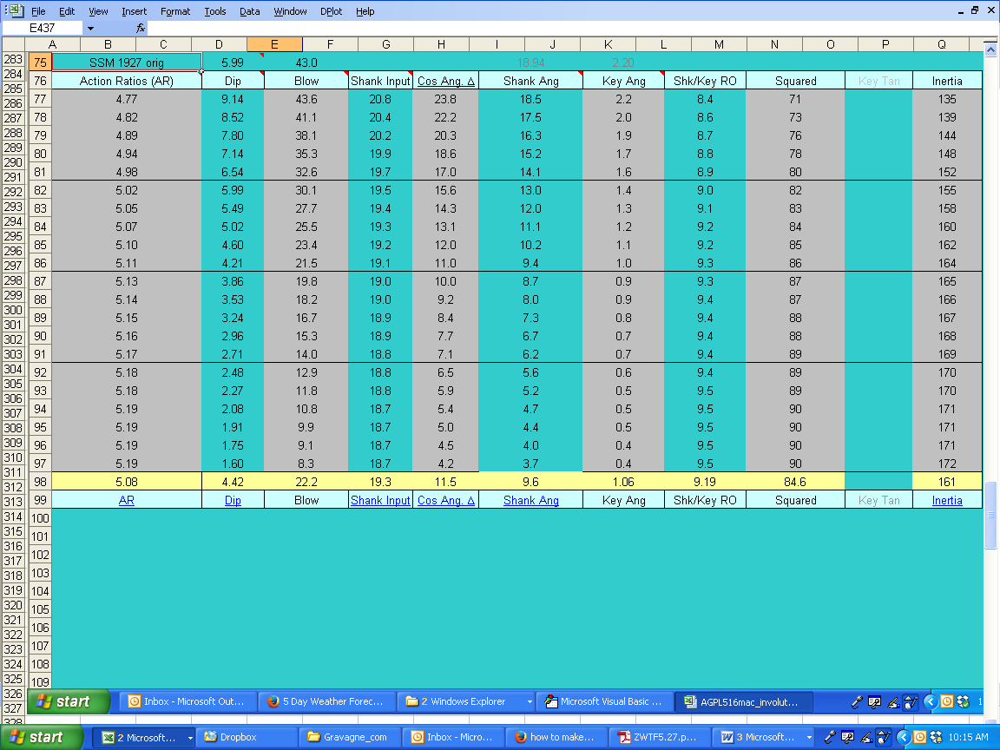 File Edit View Insert Format Tools Data Window DPlot Help
E437 fx
A B C D E F G H I J K L M N O P Q
283 75 SSM 1927 orig 5.99 43.0 18.94 2.20
284 76 Action Ratios (AR) Dip Blow Shank Input Cos Ang. Δ Shank Ang Key Ang Shk/Key RO Squared Key Tan Inertia
285
286 77 4.77 9.14 43.6 20.8 23.8 18.5 2.2 8.4 71 135
287 78 4.82 8.52 41.1 20.4 22.2 17.5 2.0 8.6 73 139
288 79 4.89 7.80 38.1 20.2 20.3 16.3 1.9 8.7 76 144
289
290 80 4.94 7.14 35.3 19.9 18.6 15.2 1.7 8.8 78 148
291 81 4.98 6.54 32.6 19.7 17.0 14.1 1.6 8.9 80 152
292 82 5.02 5.99 30.1 19.5 15.6 13.0 1.4 9.0 82 155
293 83 5.05 5.49 27.7 19.4 14.3 12.0 1.3 9.1 83 158
294 84 5.07 5.02 25.5 19.3 13.1 11.1 1.2 9.2 84 160
295
296 85 5.10 4.60 23.4 19.2 12.0 10.2 1.1 9.2 85 162
297 86 5.11 4.21 21.5 19.1 11.0 9.4 1.0 9.3 86 164
298 87 5.13 3.86 19.8 19.0 10.0 8.7 0.9 9.3 87 165
299 88 5.14 3.53 18.2 19.0 9.2 8.0 0.9 9.4 87 166
300
301 89 5.15 3.24 16.7 18.9 8.4 7.3 0.8 9.4 88 167
302 90 5.16 2.96 15.3 18.9 7.7 6.7 0.7 9.4 88 168
303 91 5.17 2.71 14.0 18.8 7.1 6.2 0.7 9.4 89 169
304 92 5.18 2.48 12.9 18.8 6.5 5.6 0.6 9.4 89 170
305
306 93 5.18 2.27 11.8 18.8 5.9 5.2 0.5 9.5 89 170
307 94 5.19 2.08 10.8 18.7 5.4 4.7 0.5 9.5 90 171
308 95 5.19 1.91 9.9 18.7 5.0 4.4 0.5 9.5 90 171
309 96 5.19 1.75 9.1 18.7 4.5 4.0 0.4 9.5 90 171
310 97 5.19 1.60 8.3 18.7 4.2 3.7 0.4 9.5 90 172
311
312 98 5.08 4.42 22.2 19.3 11.5 9.6 1.06 9.19 84.6 161
313 99 AR Dip Blow Shank Input Cos Ang. Δ Shank Ang Key Ang Shk/Key RO Squared Key Tan Inertia
314 100
315 101
316
317 102
318 103
319 104
320 105
321
322 106
323 107
324 108
325 109
326 start Inbox - Microsoft Out... 5 Day Weather Forec... 2 Windows Explorer Microsoft Visual Basic ... AGPL516mac_involut... 1
327
328
start 2 Microsoft... Dropbox Gravagne_com Inbox - Micro... how to make... ZWTF5.27.p... 3 Microsoft... 10:15 AM